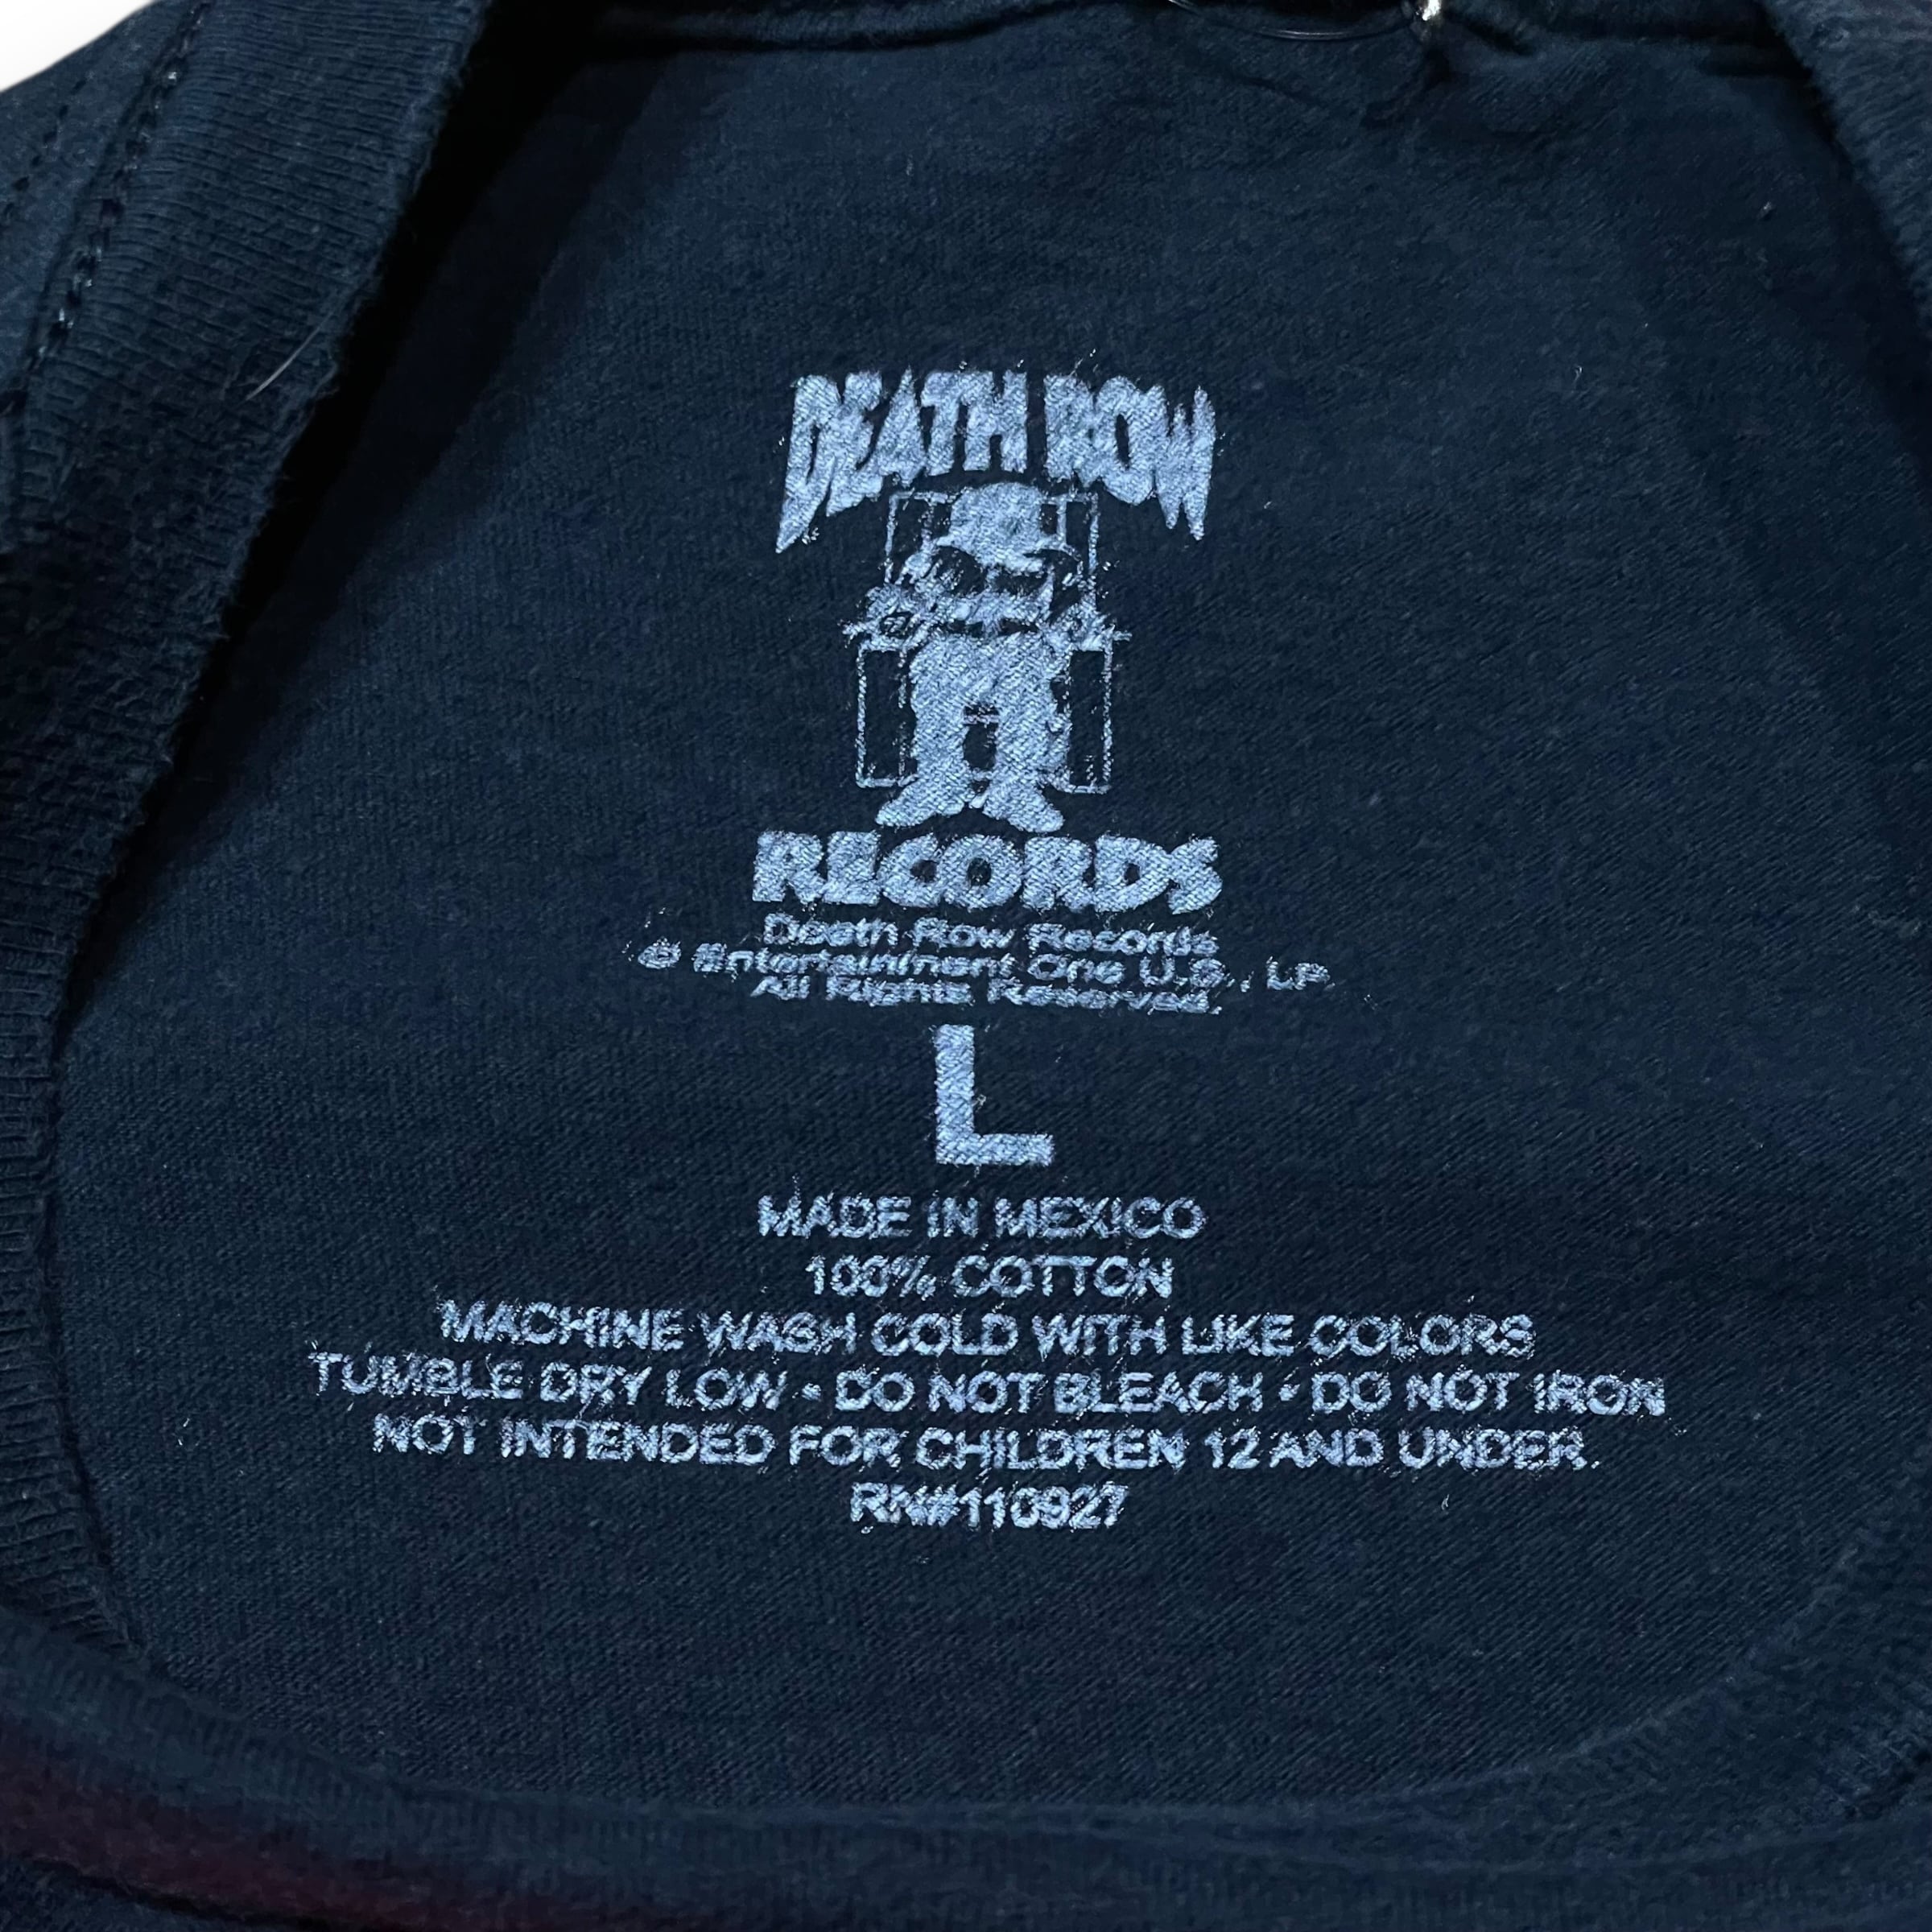 DEATH ROW
RECORDS
Death Row Records
© Entertainment One U.S., LP
All Rights Reserved.
L
MADE IN MEXICO
100% COTTON
MACHINE WASH COLD WITH LIKE COLORS
TUMBLE DRY LOW • DO NOT BLEACH • DO NOT IRON
NOT INTENDED FOR CHILDREN 12 AND UNDER.
RN#110927